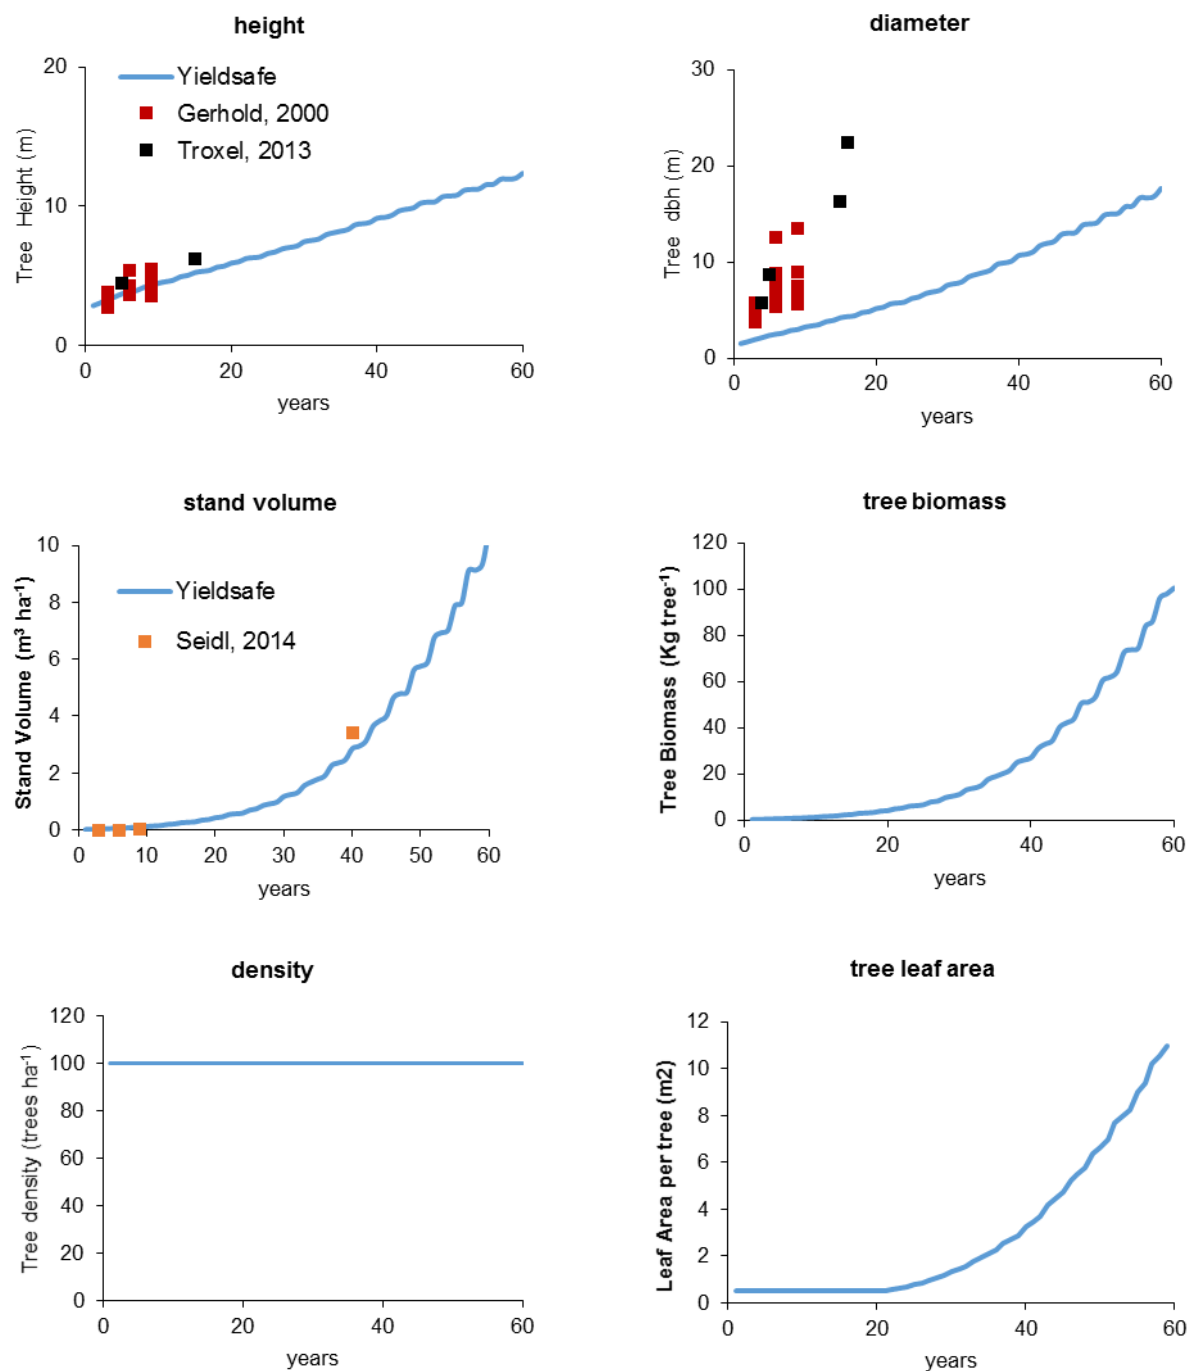 height
20
10
0
0
20
40
60
Tree Height (m)
years
Yieldsafe
Gerhold, 2000
Troxel, 2013
diameter
30
20
10
0
0
20
40
60
Tree dbh (m)
years
stand volume
10
8
6
4
2
0
0
10
20
30
40
50
60
Stand Volume (m³ ha⁻¹)
years
Yieldsafe
Seidl, 2014
tree biomass
120
100
80
60
40
20
0
0
20
40
60
Tree Biomass (Kg tree⁻¹)
years
density
120
100
80
60
40
20
0
0
20
40
60
Tree density (trees ha⁻¹)
years
tree leaf area
12
10
8
6
4
2
0
0
20
40
60
Leaf Area per tree (m2)
years